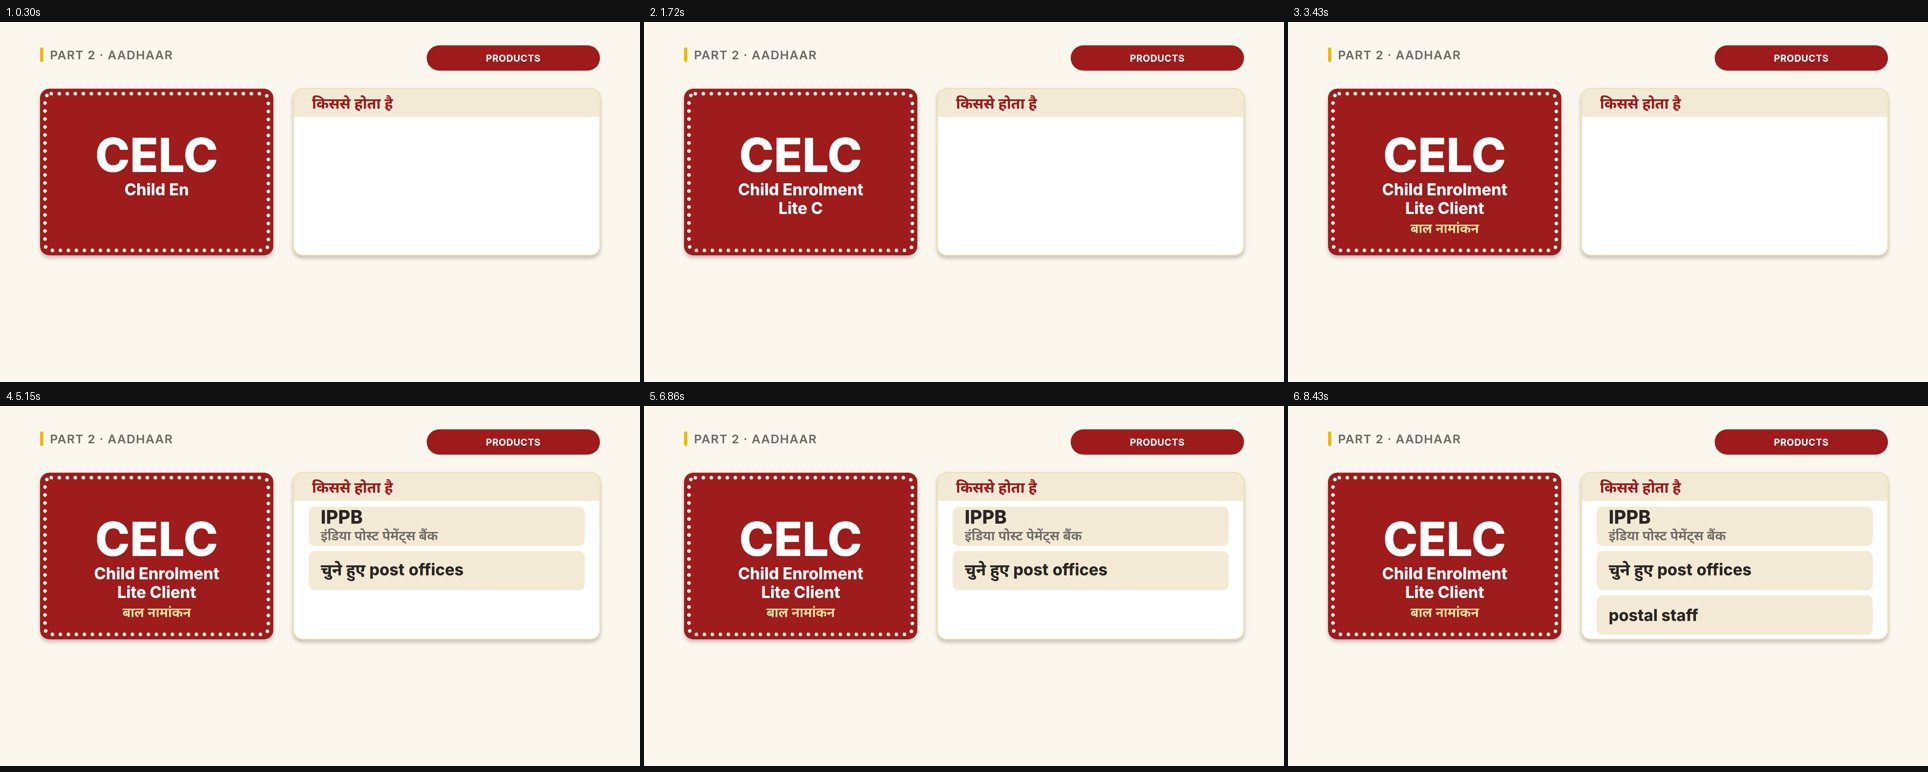 1. 0.30s
PART 2 · AADHAAR
PRODUCTS
CELC
Child En
किससे होता है
2. 1.72s
PART 2 · AADHAAR
PRODUCTS
CELC
Child Enrolment
Lite C
किससे होता है
3. 3.43s
PART 2 · AADHAAR
PRODUCTS
CELC
Child Enrolment
Lite Client
बाल नामांकन
किससे होता है
4. 5.15s
PART 2 · AADHAAR
PRODUCTS
CELC
Child Enrolment
Lite Client
बाल नामांकन
किससे होता है
IPPB
इंडिया पोस्ट पेमेंट्स बैंक
चुने हुए post offices
5. 6.86s
PART 2 · AADHAAR
PRODUCTS
CELC
Child Enrolment
Lite Client
बाल नामांकन
किससे होता है
IPPB
इंडिया पोस्ट पेमेंट्स बैंक
चुने हुए post offices
6. 8.43s
PART 2 · AADHAAR
PRODUCTS
CELC
Child Enrolment
Lite Client
बाल नामांकन
किससे होता है
IPPB
इंडिया पोस्ट पेमेंट्स बैंक
चुने हुए post offices
postal staff